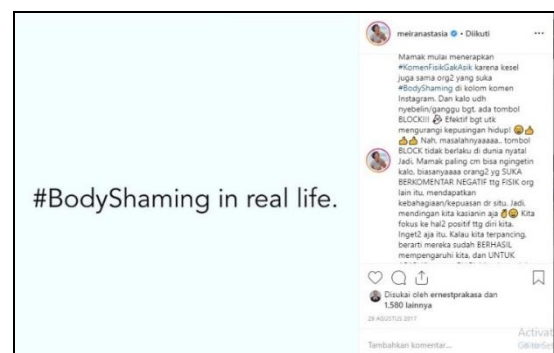 #BodyShaming in real life.
meiranastasia • Diikuti
Mamak mulai menerapkan
#KomenFisikGakAsik karena kesel
juga sama org2 yang suka
#BodyShaming di kolom komen
Instagram. Dan kalo udh
nyebelin/ganggu bgt, ada tombol
BLOCK!!! Efektif bgt utk
mengurangi kepusingan hidup!
Nah, masalahnyaaaaa.. tombol
BLOCK tidak berlaku di dunia nyata!
Jadi, Mamak paling cm bisa ngingetin
kalo, biasanyaaaa orang2 yg SUKA
BERKOMENTAR NEGATIF ttg FISIK org
lain itu, mendapatkan
kebahagiaan/kepuasan dr situ. Jadi,
mendingan kita kasianin aja Kita
fokus ke hal2 positif ttg diri kita.
Inget2 aja itu. Kalau kita terpancing,
berarti mereka sudah BERHASIL
mempengaruhi kita, dan UNTUK
Disukai oleh ernestprakasa dan
1.580 lainnya
29 AGUSTUS 2017
Tambahkan komentar...
Activat